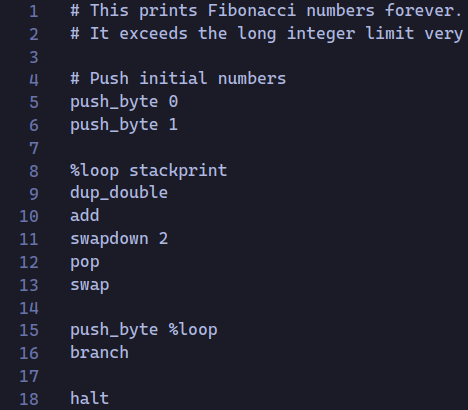 1 # This prints Fibonacci numbers forever.
2 # It exceeds the long integer limit very
3
4 # Push initial numbers
5 push_byte 0
6 push_byte 1
7
8 %loop stackprint
9 dup_double
10 add
11 swapdown 2
12 pop
13 swap
14
15 push_byte %loop
16 branch
17
18 halt